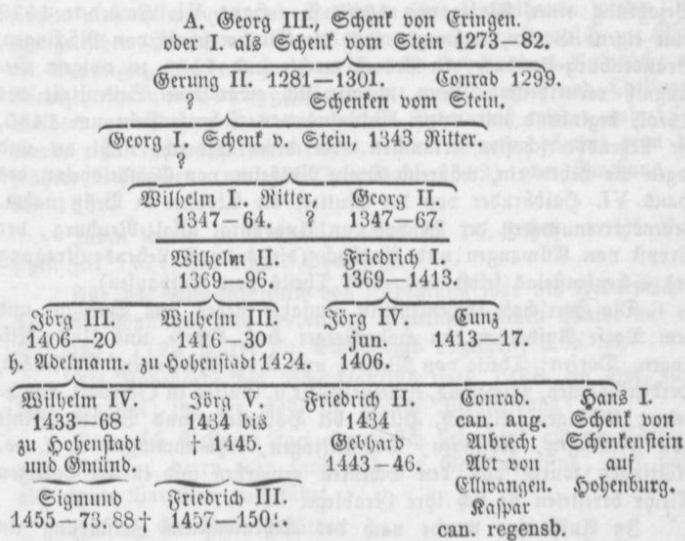 A. Georg III., Schenk von Eringen,
oder I. als Schenk vom Stein 1273—82.
Gerung II. 1281—1301. Conrad 1299.
? Schenken vom Stein.
Georg I. Schenk v. Stein, 1343 Ritter.
?
Wilhelm I., Ritter, Georg II.
1347—64. ? 1347—67.
Wilhelm II. Friedrich I.
1369—96. 1369—1413.
Jörg III. Wilhelm III. Jörg IV. Cunz
1406—20 1416—30 jun. 1413—17.
Adelmann. zu Hohenstadt 1424. 1406.
Wilhelm IV. Jörg V. Friedrich II. Conrad. Hans.
1433—68 1434 bis 1434 can. aug. Schenk von
zu Hohenstadt 1445. Gebhard Albrecht Schenkenstein
und Gmünd. 1443—46. Abt von auf
Ellwangen Hohenburg.
Sigmund Friedrich III. Kaspar
1455—73. 88† 1457—1501. can. regensb.